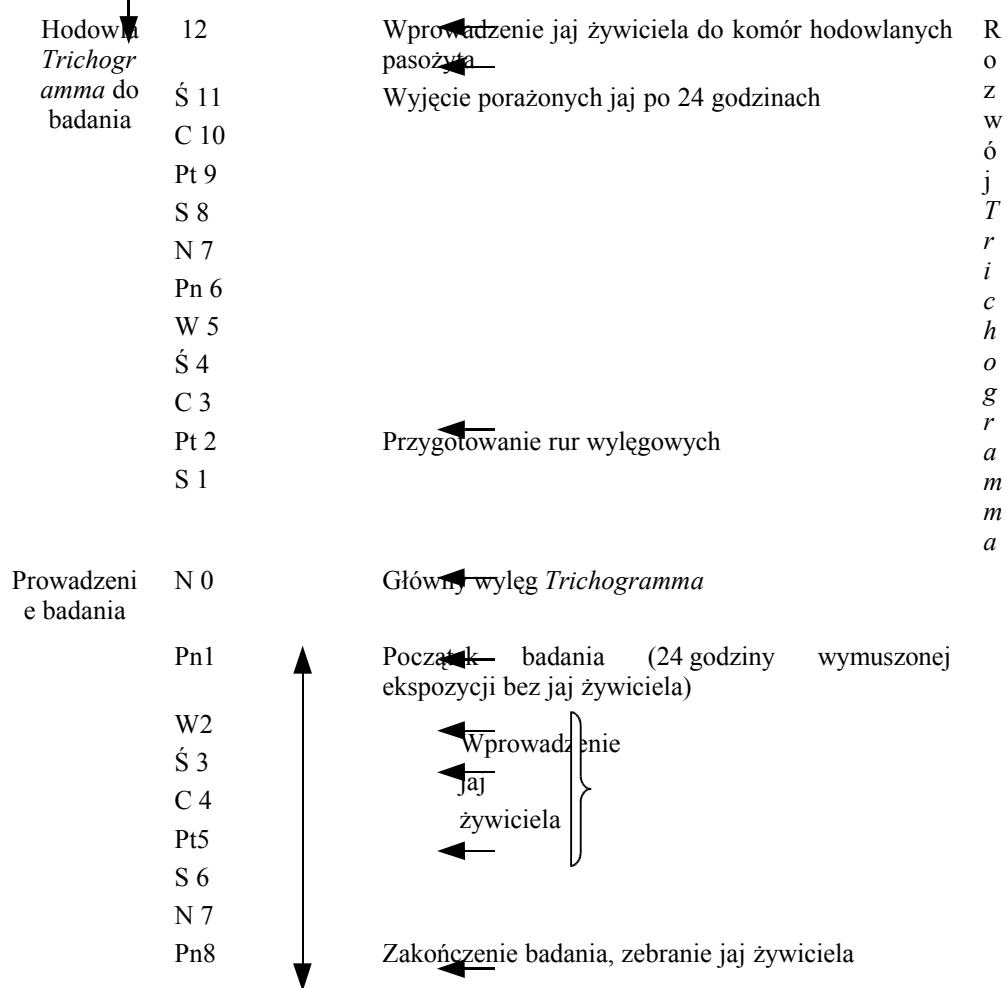 Hodowla 12 Wprowadzenie jaj żywiciela do komór hodowlanych
Trichogr pasożyta
amma do Ś 11 Wyjęcie porażonych jaj po 24 godzinach
badania
C 10
Pt 9
S 8
N 7
Pn 6
W 5
Ś 4
C 3
Pt 2 Przygotowanie rur wylęgowych
S 1
Rozwój Trichogramma
Prowadzeni N 0 Główny wylęg Trichogramma
e badania
Pn1 Początek badania (24 godziny wymuszonej
ekspozycji bez jaj żywiciela)
W2 Wprowadzenie
Ś 3 jaj
C 4 żywiciela
Pt5
S 6
N 7
Pn8 Zakończenie badania, zebranie jaj żywiciela